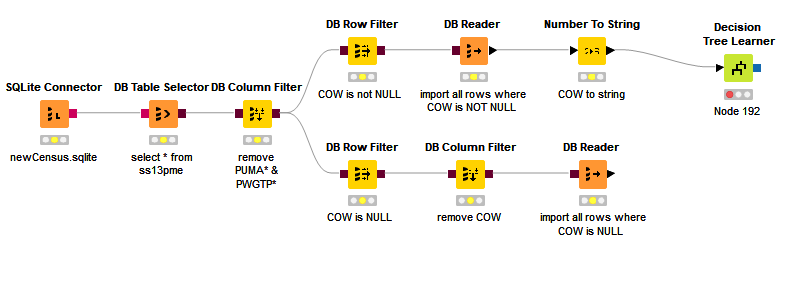 DB Row Filter
DB Reader
Number To String
Decision
Tree Learner
COW is not NULL
import all rows where
COW is NOT NULL
COW to string
Node 192
SQLite Connector
DB Table Selector
DB Column Filter
newCensus.sqlite
select * from
ss13pme
remove
PUMA* &
PWGTP*
DB Row Filter
DB Column Filter
DB Reader
COW is NULL
remove COW
import all rows where
COW is NULL